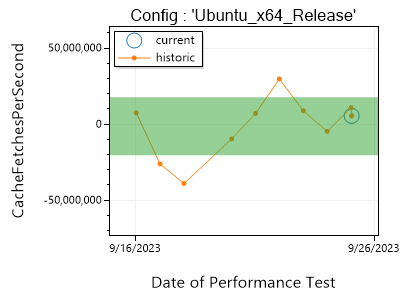 Config : 'Ubuntu_x64_Release'
current
historic
50,000,000
0
-50,000,000
CacheFetchesPerSecond
9/16/2023
9/26/2023
Date of Performance Test